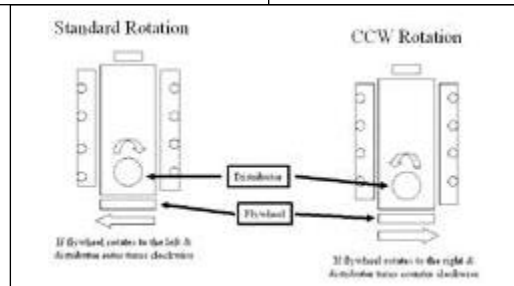 Standard Rotation
CCW Rotation
Distributor
Flywheel
If flywheel rotates to the left &
distributor rotor turns clockwise
If flywheel rotates to the right &
distributor turns counter clockwise